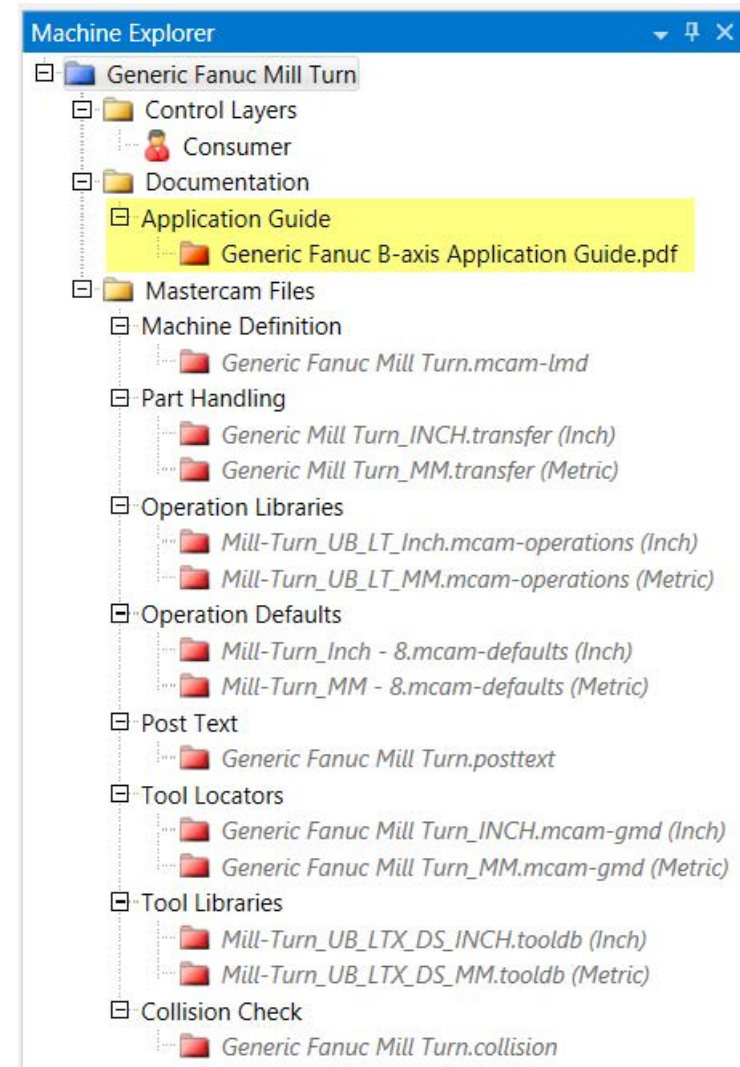 Machine Explorer
Generic Fanuc Mill Turn
Control Layers
Consumer
Documentation
Application Guide
Generic Fanuc B-axis Application Guide.pdf
Mastercam Files
Machine Definition
Generic Fanuc Mill Turn.mcam-lmd
Part Handling
Generic Mill Turn_INCH.transfer (Inch)
Generic Mill Turn_MM.transfer (Metric)
Operation Libraries
Mill-Turn_UB_LT_Inch.mcam-operations (Inch)
Mill-Turn_UB_LT_MM.mcam-operations (Metric)
Operation Defaults
Mill-Turn_Inch - 8.mcam-defaults (Inch)
Mill-Turn_MM - 8.mcam-defaults (Metric)
Post Text
Generic Fanuc Mill Turn.posttext
Tool Locators
Generic Fanuc Mill Turn_INCH.mcam-gmd (Inch)
Generic Fanuc Mill Turn_MM.mcam-gmd (Metric)
Tool Libraries
Mill-Turn_UB_LTX_DS_INCH.tooldb (Inch)
Mill-Turn_UB_LTX_DS_MM.tooldb (Metric)
Collision Check
Generic Fanuc Mill Turn.collision